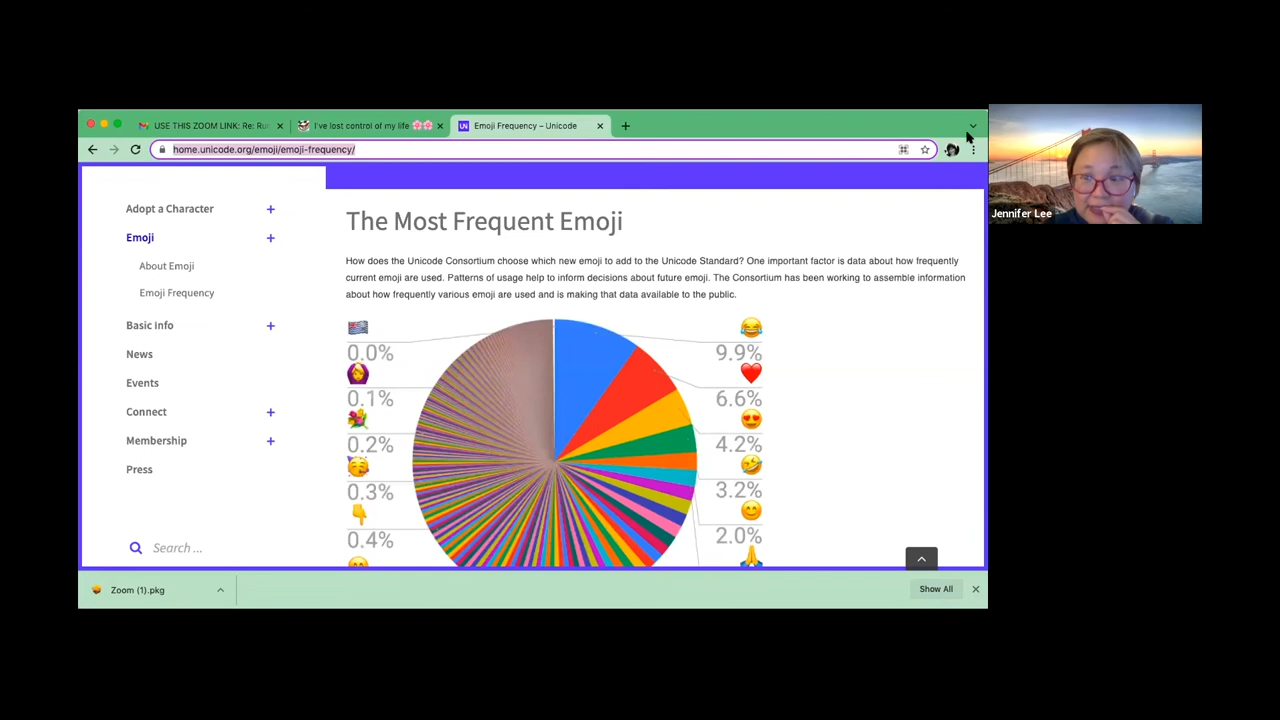 USE THIS ZOOM LINK: Re: Ru
I've lost control of my life 🌸🌸
Emoji Frequency – Unicode
home.unicode.org/emoji/emoji-frequency/
Jennifer Lee
Adopt a Character +
Emoji +
About Emoji
Emoji Frequency
Basic Info +
News
Events
Connect +
Membership +
Press
Search ...
The Most Frequent Emoji
How does the Unicode Consortium choose which new emoji to add to the Unicode Standard? One important factor is data about how frequently
current emoji are used. Patterns of usage help to inform decisions about future emoji. The Consortium has been working to assemble information
about how frequently various emoji are used and is making that data available to the public.
0.0%
0.1%
0.2%
0.3%
0.4%
9.9%
6.6%
4.2%
3.2%
2.0%
Zoom (1).pkg
Show All